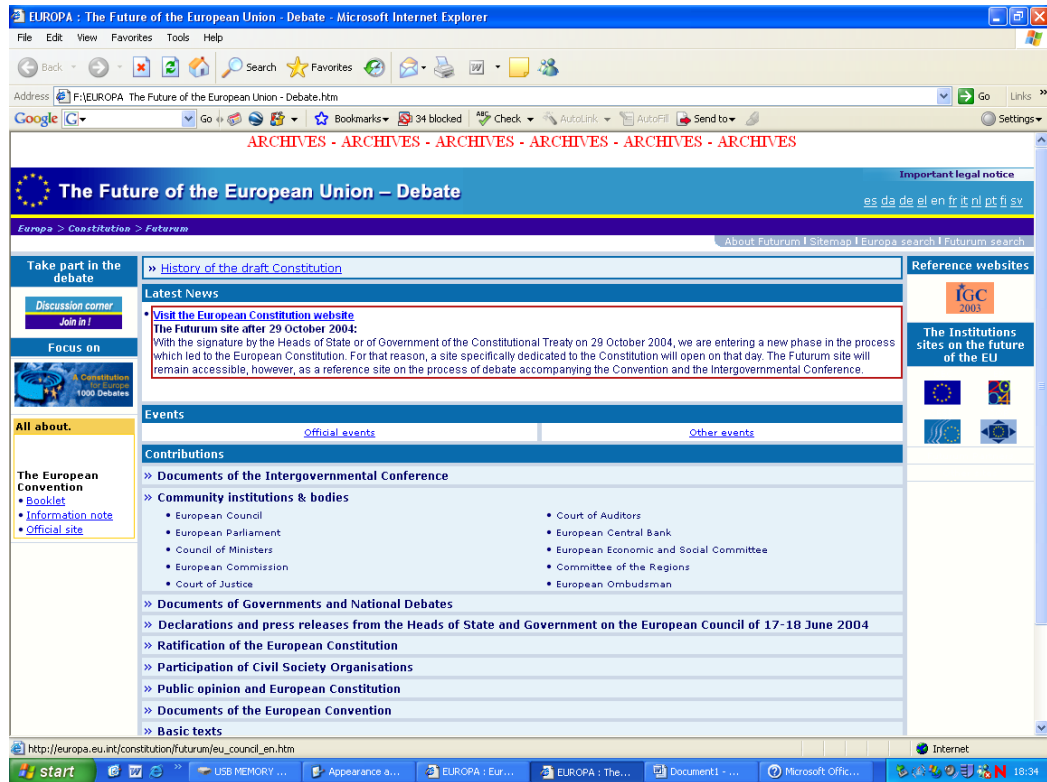 EUROPA : The Future of the European Union - Debate - Microsoft Internet Explorer
File Edit View Favorites Tools Help
Back Search Favorites
Address F:\EUROPA The Future of the European Union - Debate.htm Go Links »
Google G Go Bookmarks 34 blocked ABC Check AutoLink AutoFill Send to Settings
ARCHIVES - ARCHIVES - ARCHIVES - ARCHIVES - ARCHIVES - ARCHIVES - ARCHIVES
Important legal notice
The Future of the European Union – Debate
es da de el en fr it nl pt fi sv
Europa > Constitution > Futurum
About Futurum I Sitemap I Europa search I Futurum search
Take part in the
debate
Discussion corner
Join in !
Focus on
A Constitution
for Europe
1000 Debates
All about.
The European
Convention
• Booklet
• Information note
• Official site
» History of the draft Constitution
Latest News
• Visit the European Constitution website
The Futurum site after 29 October 2004:
With the signature by the Heads of State or of Government of the Constitutional Treaty on 29 October 2004, we are entering a new phase in the process
which led to the European Constitution. For that reason, a site specifically dedicated to the Constitution will open on that day. The Futurum site will
remain accessible, however, as a reference site on the process of debate accompanying the Convention and the Intergovernmental Conference.
Events
Official events Other events
Contributions
» Documents of the Intergovernmental Conference
» Community institutions & bodies
• European Council
• European Parliament
• Council of Ministers
• European Commission
• Court of Justice
• Court of Auditors
• European Central Bank
• European Economic and Social Committee
• Committee of the Regions
• European Ombudsman
» Documents of Governments and National Debates
» Declarations and press releases from the Heads of State and Government on the European Council of 17-18 June 2004
» Ratification of the European Constitution
» Participation of Civil Society Organisations
» Public opinion and European Constitution
» Documents of the European Convention
» Basic texts
Reference websites
IGC
2003
The Institutions
sites on the future
of the EU
http://europa.eu.int/constitution/futurum/eu_council_en.htm Internet
start » USB MEMORY ... Appearance a... EUROPA : Eur... EUROPA : The... Document1 - ... Microsoft Offic... N 18:34